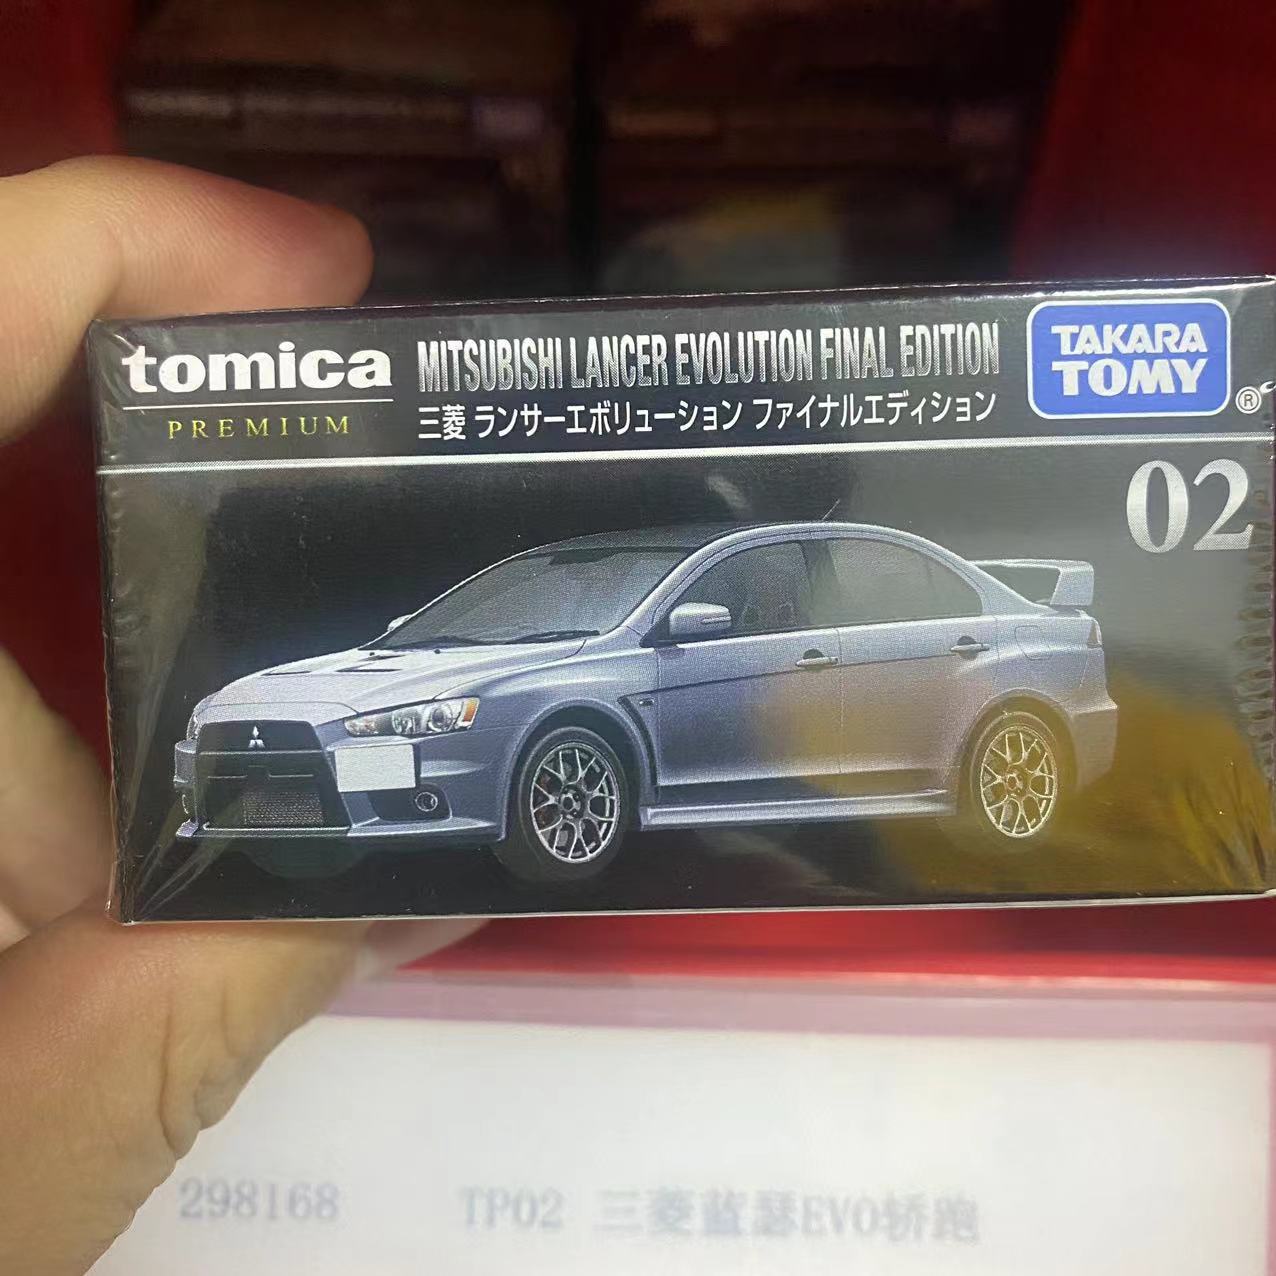 tomica
PREMIUM
MITSUBISHI LANCER EVOLUTION FINAL EDITION
三菱 ランサーエボリューション ファイナルエディション
TAKARA
TOMY
®
02
298168 TP02 三菱蓝瑟EVO轿跑